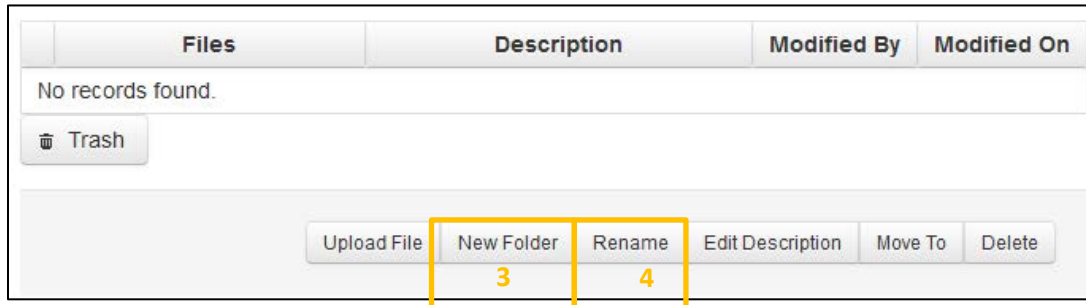 Files Description Modified By Modified On
No records found.
Trash
Upload File New Folder Rename Edit Description Move To Delete
3 4